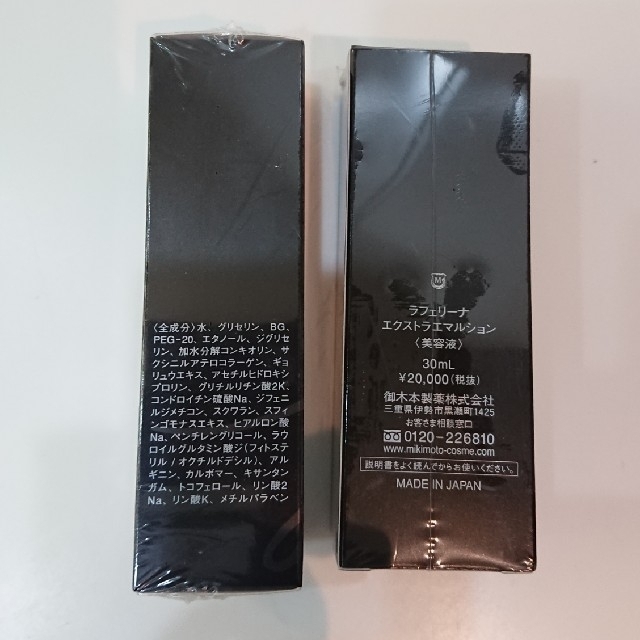 〈全成分〉水、グリセリン、BG、
PEG-20、エタノール、ジグリセ
リン、加水分解コンキオリン、サ
クシニルアテロコラーゲン、ギョ
リュウエキス、アセチルヒドロキシ
プロリン、グリチルリチン酸2K、
コンドロイチン硫酸Na、ジフェニ
ルジメチコン、スクワラン、スフィ
ンゴモナスエキス、ヒアルロン酸
Na、ペンチレングリコール、ラウ
ロイルグルタミン酸ジ(フィトステ
リル/オクチルドデシル)、アル
ギニン、カルボマー、キサンタン
ガム、トコフェロール、リン酸2
Na、リン酸K、メチルパラベン
M
ラフェリーナ
エクストラエマルション
〈美容液〉
30mL
¥20,000(税抜)
御木本製薬株式会社
三重県伊勢市黒瀬町1425
お客さま相談窓口
0120-226810
www.mikimoto-cosme.com
説明書をよく読んでからお使いください。
MADE IN JAPAN